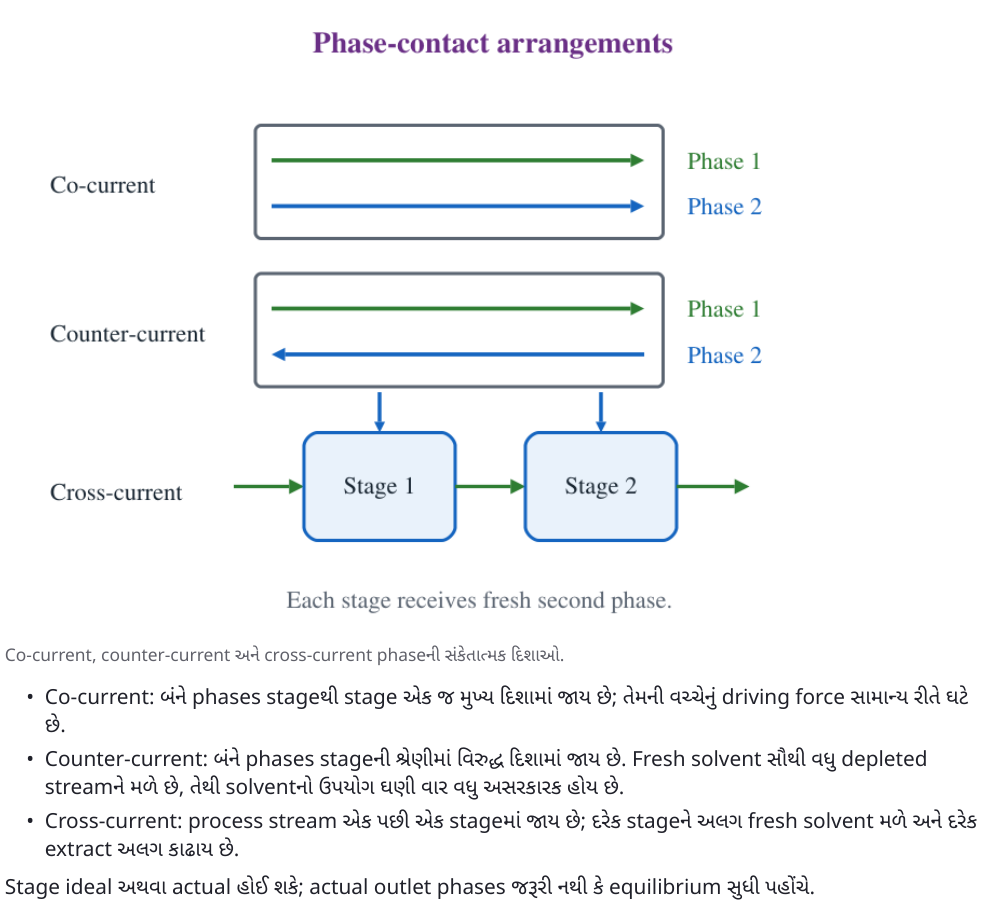 Phase-contact arrangements
Co-current
Phase 1
Phase 2
Counter-current
Phase 1
Phase 2
Cross-current
Stage 1
Stage 2
Each stage receives fresh second phase.
Co-current, counter-current અને cross-current phaseની સંકેતાત્મક દિશાઓ.
• Co-current: બંને phases stageથી stage એક જ મુખ્ય દિશામાં જાય છે; તેમની વચ્ચેનું driving force સામાન્ય રીતે ઘટે
છે.
• Counter-current: બંને phases stageની શ્રેણીમાં વિરુદ્ધ દિશામાં જાય છે. Fresh solvent સૌથી વધુ depleted
streamને મળે છે, તેથી solventનો ઉપયોગ ઘણી વાર વધુ અસરકારક હોય છે.
• Cross-current: process stream એક પછી એક stageમાં જાય છે; દરેક stageને અલગ fresh solvent મળે અને દરેક
extract અલગ કાઢાય છે.
Stage ideal અથવા actual હોઈ શકે; actual outlet phases જરૂરી નથી કે equilibrium સુધી પહોંચે.